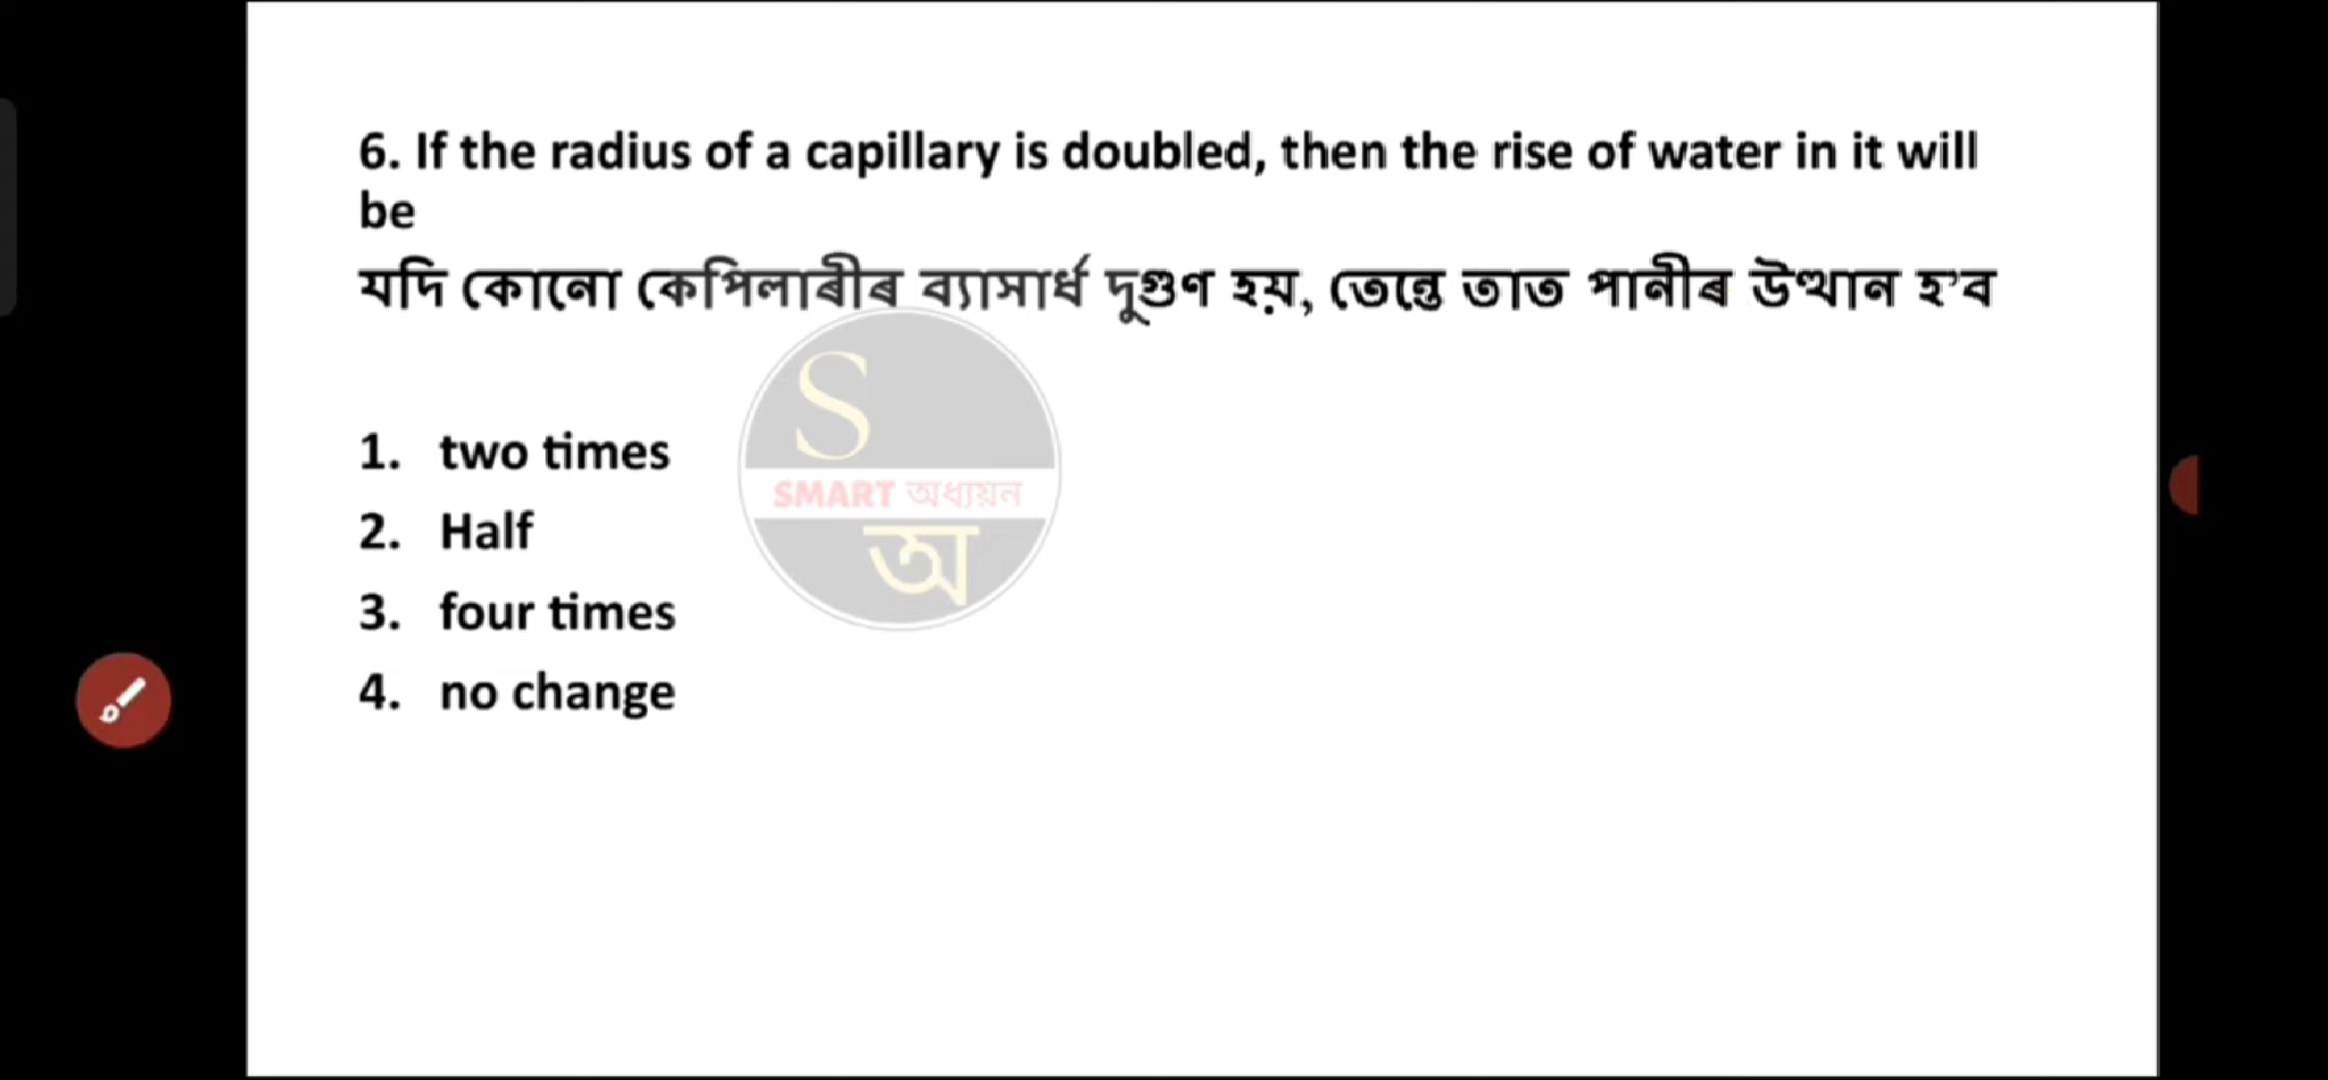 6. If the radius of a capillary is doubled, then the rise of water in it will
be
যদি কোনো কেপিলাৰীৰ ব্যাসাৰ্ধ দুগুণ হয়, তেন্তে তাত পানীৰ উত্থান হ’ব
S
SMART অধ্যয়ন
অ
1. two times
2. Half
3. four times
4. no change